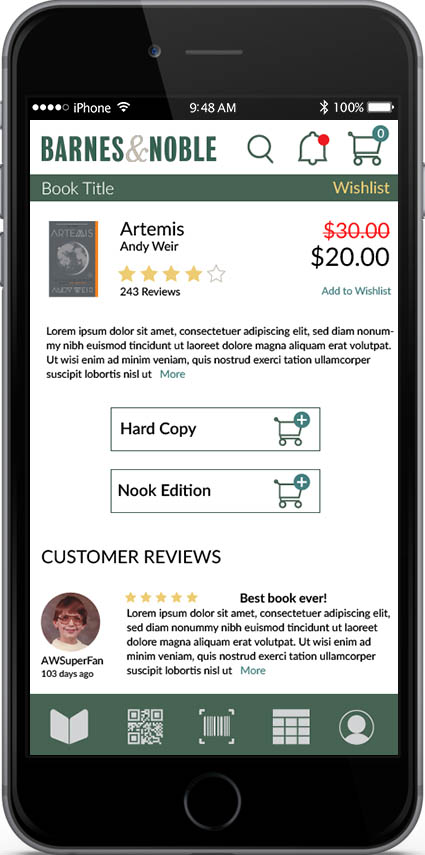 iPhone 9:48 AM 100%
BARNES&NOBLE 0
Book Title Wishlist
ARTEMIS
ANDY WEIR
Artemis
Andy Weir
243 Reviews
$30.00
$20.00
Add to Wishlist
Lorem ipsum dolor sit amet, consectetuer adipiscing elit, sed diam nonum-
my nibh euismod tincidunt ut laoreet dolore magna aliquam erat volutpat.
Ut wisi enim ad minim veniam, quis nostrud exerci tation ullamcorper
suscipit lobortis nisl ut More
Hard Copy
Nook Edition
CUSTOMER REVIEWS
AWSuperFan
103 days ago
Best book ever!
Lorem ipsum dolor sit amet, consectetuer adipiscing elit,
sed diam nonummy nibh euismod tincidunt ut laoreet
dolore magna aliquam erat volutpat. Ut wisi enim ad
minim veniam, quis nostrud exerci tation ullamcorper
suscipit lobortis nisl ut More